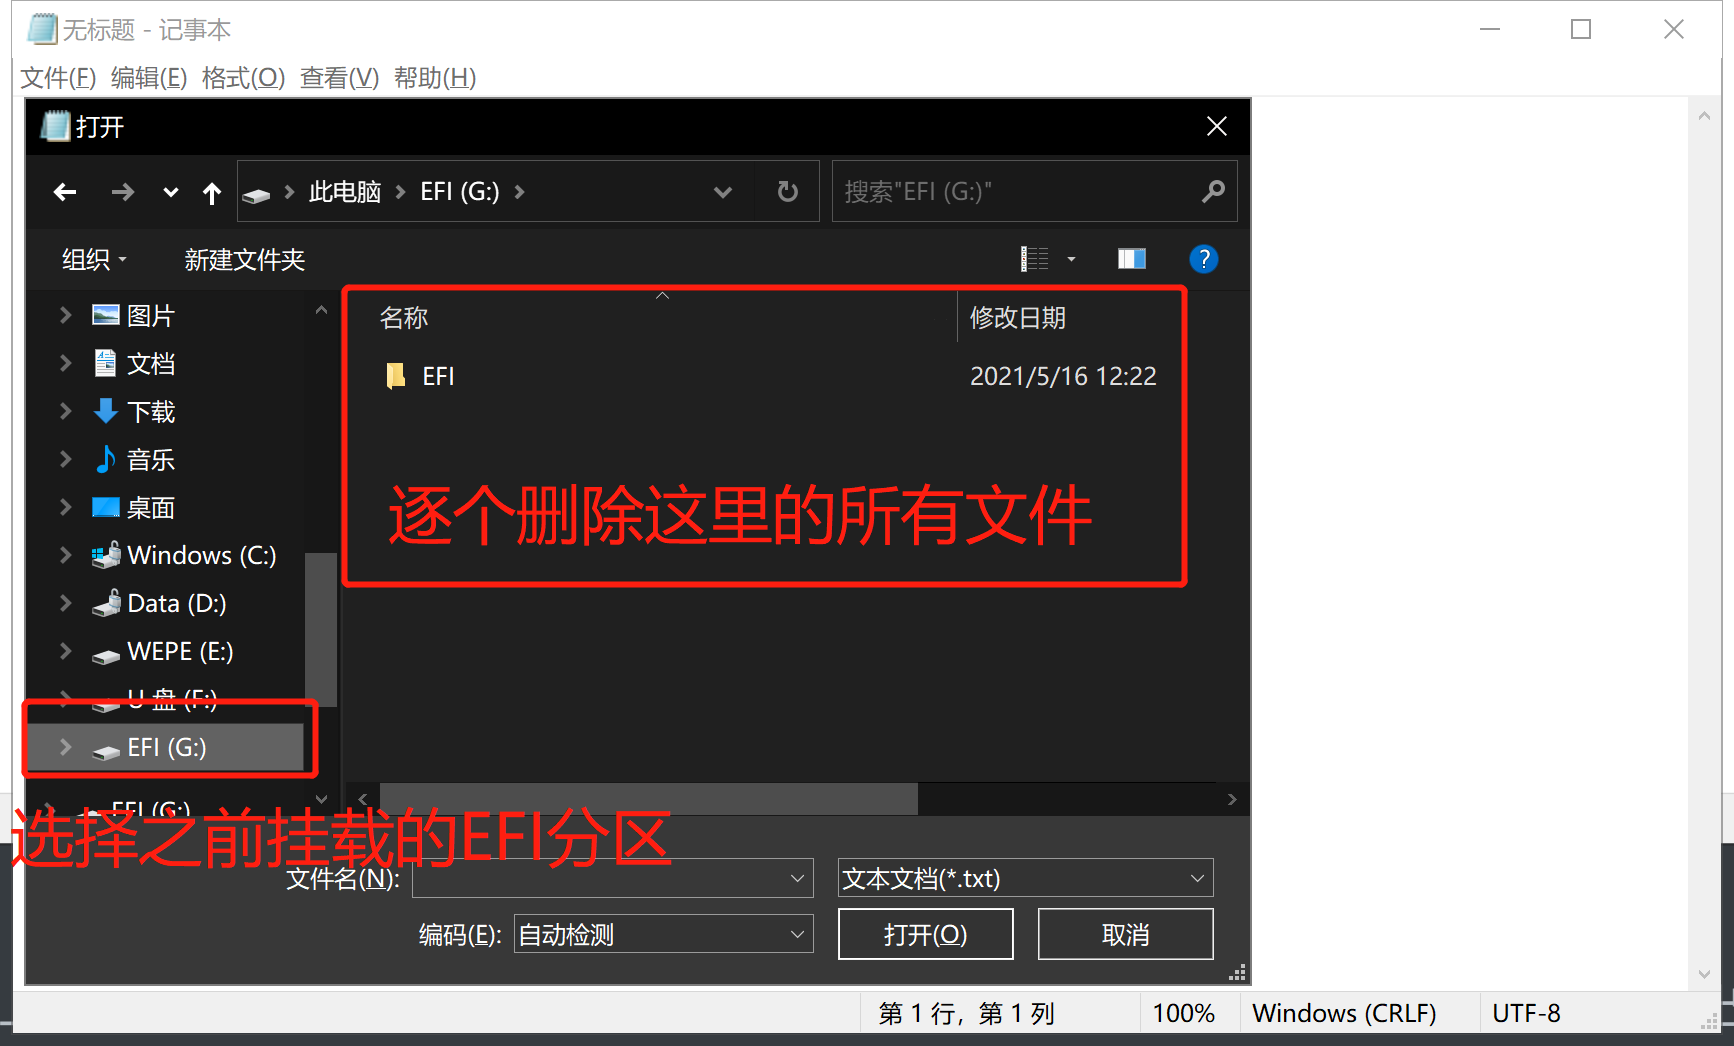 无标题 - 记事本
文件(F) 编辑(E) 格式(O) 查看(V) 帮助(H)
打开
此电脑 EFI (G:)
搜索"EFI (G:)"
组织 新建文件夹
名称 修改日期
EFI 2021/5/16 12:22
逐个删除这里的所有文件
图片
文档
下载
音乐
桌面
Windows (C:)
Data (D:)
WEPE (E:)
U 盘 (F:)
EFI (G:)
EFI (G:)
选择之前挂载的EFI分区
文件名(N): 文本文档(*.txt)
编码(E): 自动检测 打开(O) 取消
第 1 行，第 1 列 100% Windows (CRLF) UTF-8